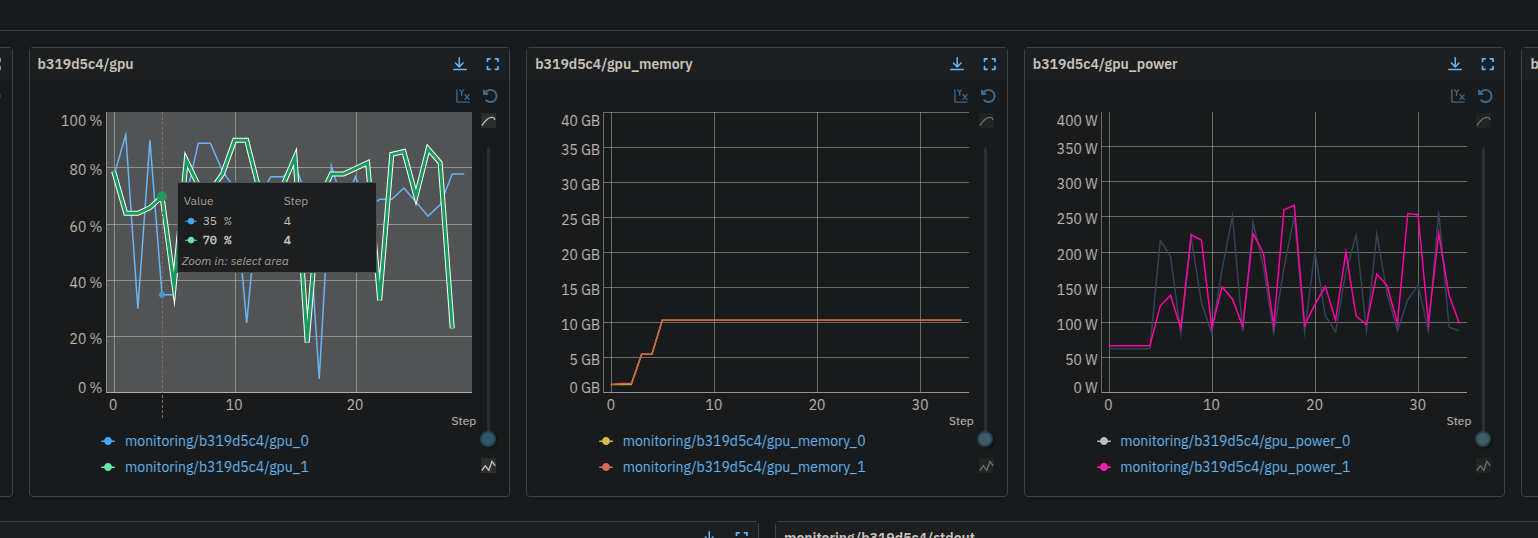 b319d5c4/gpu
100 %
80 %
60 %
40 %
20 %
0 %
0 10 20
Step
Value Step
35 % 4
70 % 4
Zoom in: select area
monitoring/b319d5c4/gpu_0
monitoring/b319d5c4/gpu_1
b319d5c4/gpu_memory
40 GB
35 GB
30 GB
25 GB
20 GB
15 GB
10 GB
5 GB
0 GB
0 10 20 30
Step
monitoring/b319d5c4/gpu_memory_0
monitoring/b319d5c4/gpu_memory_1
b319d5c4/gpu_power
400 W
350 W
300 W
250 W
200 W
150 W
100 W
50 W
0 W
0 10 20 30
Step
monitoring/b319d5c4/gpu_power_0
monitoring/b319d5c4/gpu_power_1
b
monitoring/b319d5c4/stdout